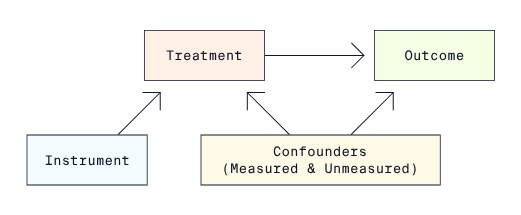 Treatment
Outcome
Instrument
Confounders
(Measured & Unmeasured)